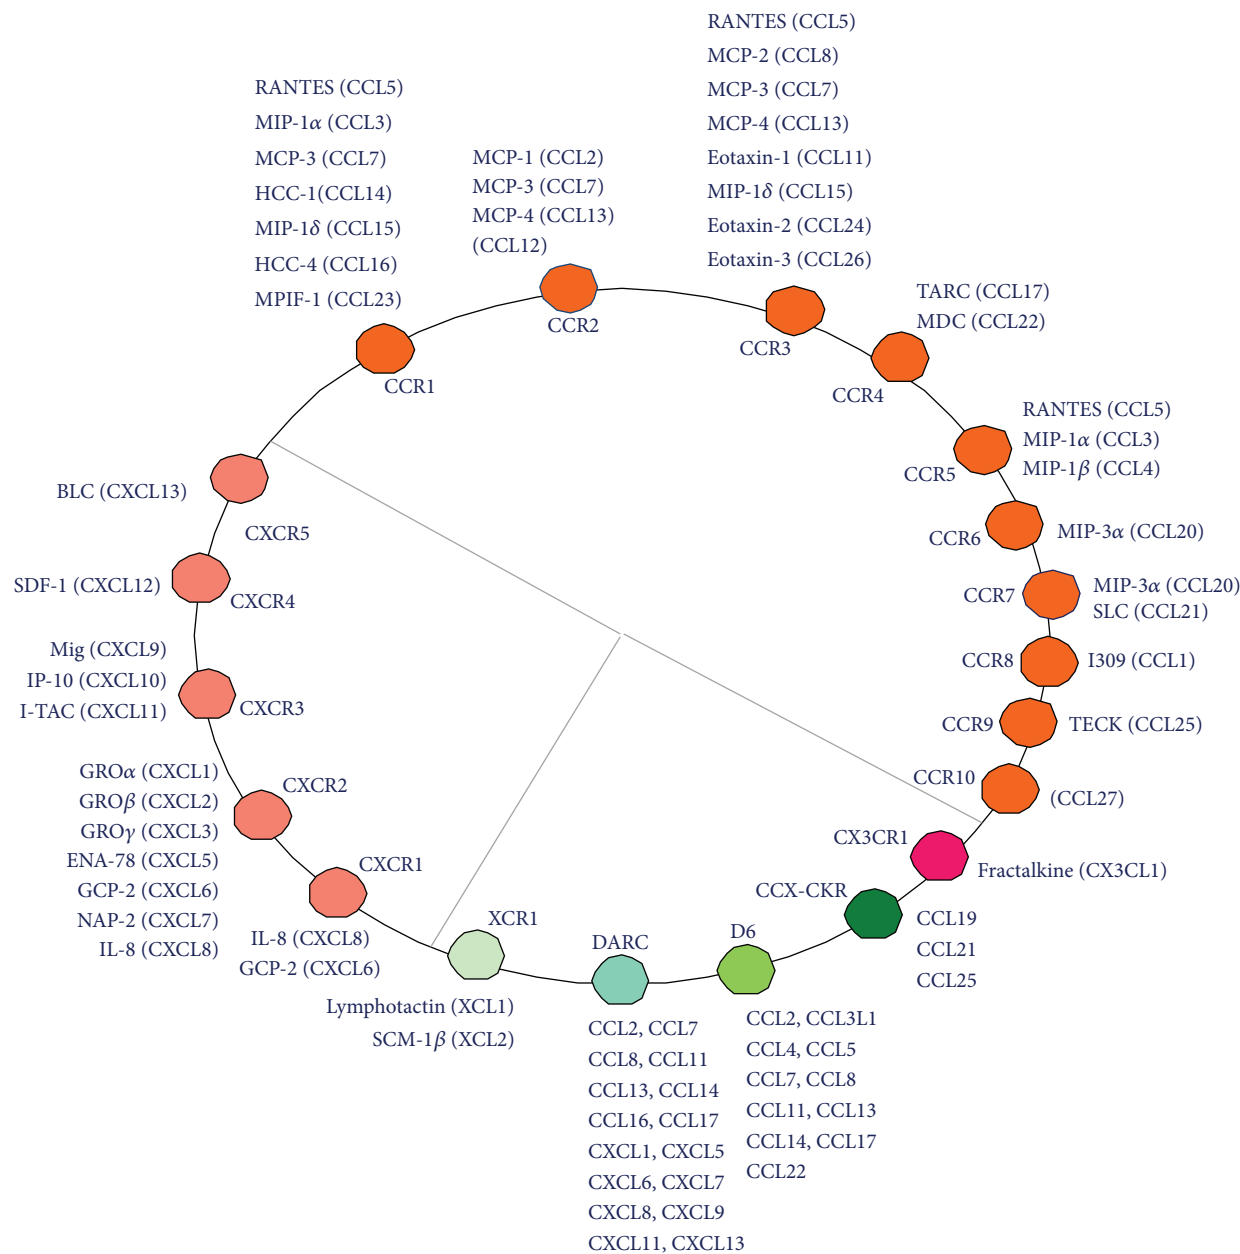 RANTES (CCL5)
MIP-1α (CCL3)
MCP-3 (CCL7)
HCC-1(CCL14)
MIP-1δ (CCL15)
HCC-4 (CCL16)
MPIF-1 (CCL23)
CCR1
MCP-1 (CCL2)
MCP-3 (CCL7)
MCP-4 (CCL13)
(CCL12)
CCR2
RANTES (CCL5)
MCP-2 (CCL8)
MCP-3 (CCL7)
MCP-4 (CCL13)
Eotaxin-1 (CCL11)
MIP-1δ (CCL15)
Eotaxin-2 (CCL24)
Eotaxin-3 (CCL26)
CCR3
TARC (CCL17)
MDC (CCL22)
CCR4
RANTES (CCL5)
MIP-1α (CCL3)
MIP-1β (CCL4)
CCR5
CCR6
MIP-3α (CCL20)
CCR7
MIP-3α (CCL20)
SLC (CCL21)
CCR8
I309 (CCL1)
CCR9
TECK (CCL25)
CCR10
(CCL27)
CX3CR1
Fractalkine (CX3CL1)
CCX-CKR
CCL19
CCL21
CCL25
D6
CCL2, CCL3L1
CCL4, CCL5
CCL7, CCL8
CCL11, CCL13
CCL14, CCL17
CCL22
DARC
CCL2, CCL7
CCL8, CCL11
CCL13, CCL14
CCL16, CCL17
CXCL1, CXCL5
CXCL6, CXCL7
CXCL8, CXCL9
CXCL11, CXCL13
XCR1
Lymphotactin (XCL1)
SCM-1β (XCL2)
CXCR1
IL-8 (CXCL8)
GCP-2 (CXCL6)
CXCR2
GROα (CXCL1)
GROβ (CXCL2)
GROγ (CXCL3)
ENA-78 (CXCL5)
GCP-2 (CXCL6)
NAP-2 (CXCL7)
IL-8 (CXCL8)
CXCR3
Mig (CXCL9)
IP-10 (CXCL10)
I-TAC (CXCL11)
CXCR4
SDF-1 (CXCL12)
CXCR5
BLC (CXCL13)